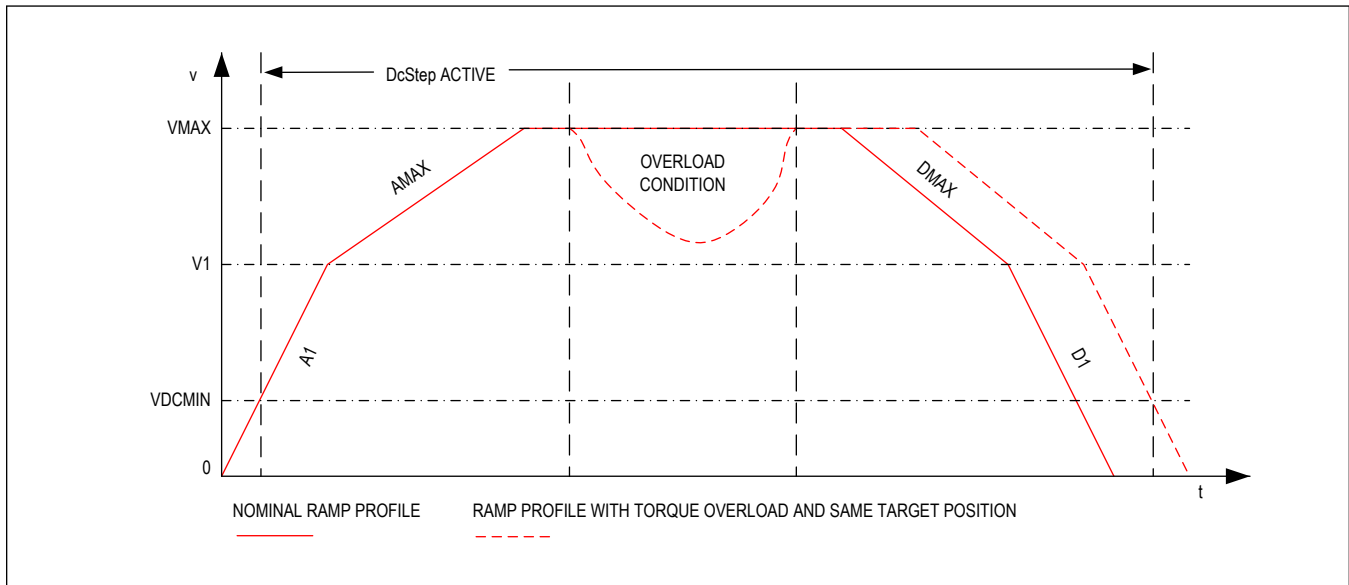 v
DcStep ACTIVE
VMAX
AMAX
OVERLOAD
CONDITION
DMAX
V1
A1
D1
VDCMIN
0
t
NOMINAL RAMP PROFILE
RAMP PROFILE WITH TORQUE OVERLOAD AND SAME TARGET POSITION